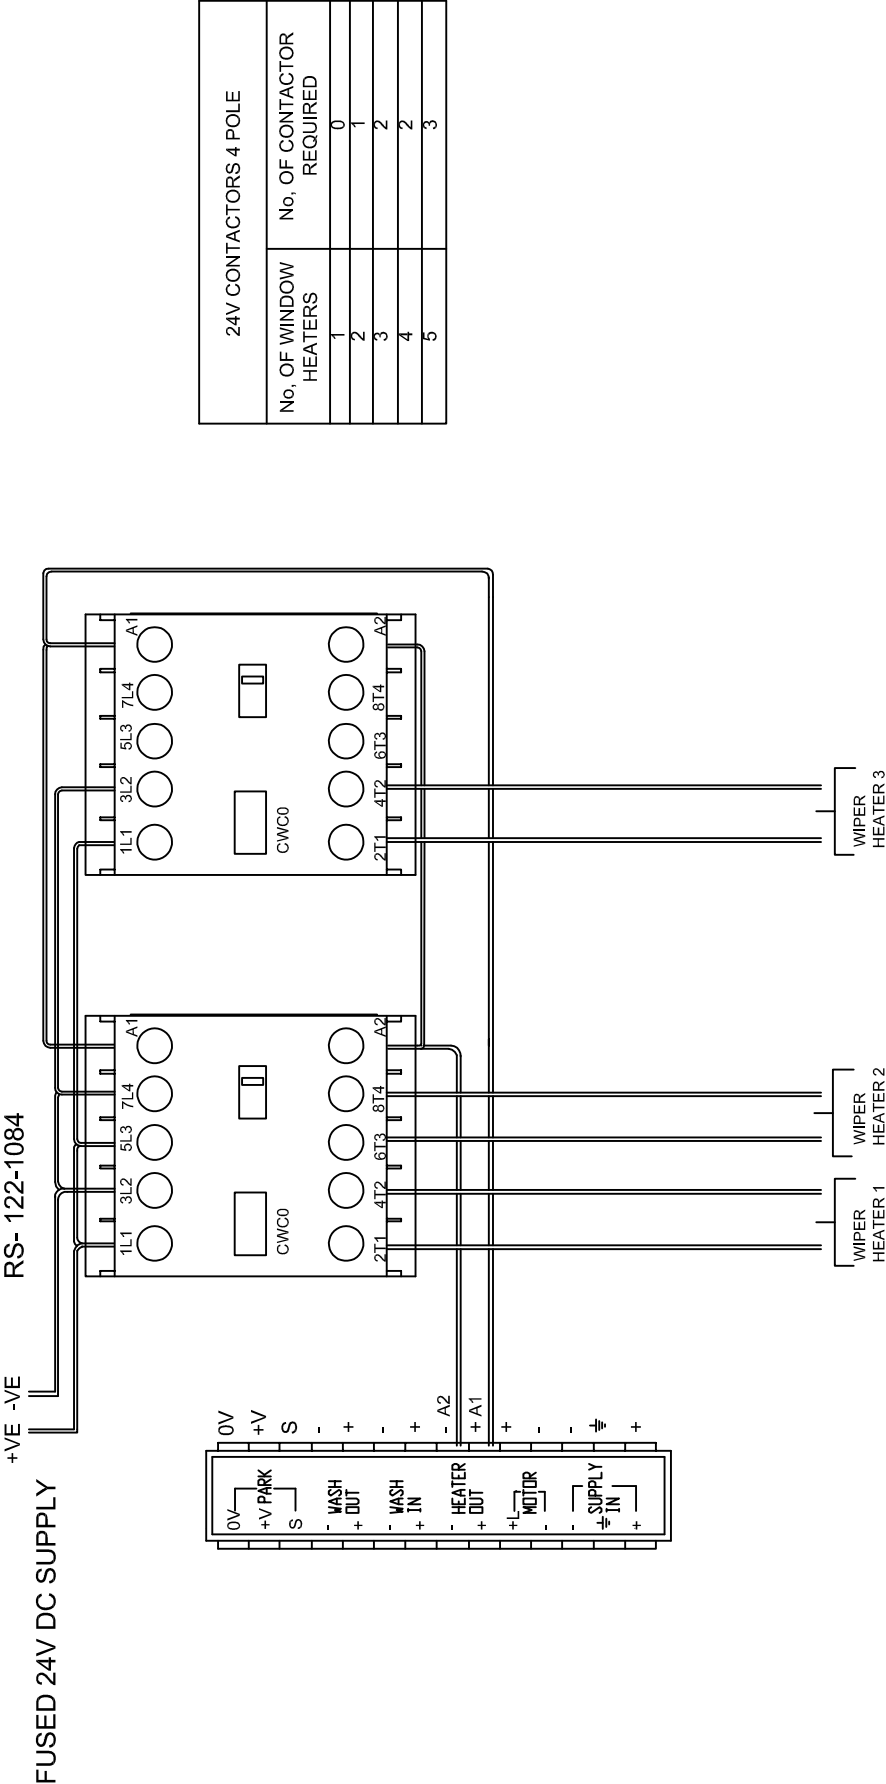 FUSED 24V DC SUPPLY
+VE -VE
RS- 122-1084
1L1 3L2 5L3 7L4 A1
CWC0
2T1 4T2 6T3 8T4 A2
1L1 3L2 5L3 7L4 A1
CWC0
2T1 4T2 6T3 8T4 A2
0V 0V
+V PARK +V
S S
- WASH -
+ OUT +
- WASH -
+ IN +
- HEATER - A2
+ OUT + A1
+L MOTOR +
- -
- SUPPLY -
IN
+ +
WIPER
HEATER 1
WIPER
HEATER 2
WIPER
HEATER 3
24V CONTACTORS 4 POLE
No, OF WINDOW
HEATERS
No, OF CONTACTOR
REQUIRED
1 0
2 1
3 2
4 2
5 3